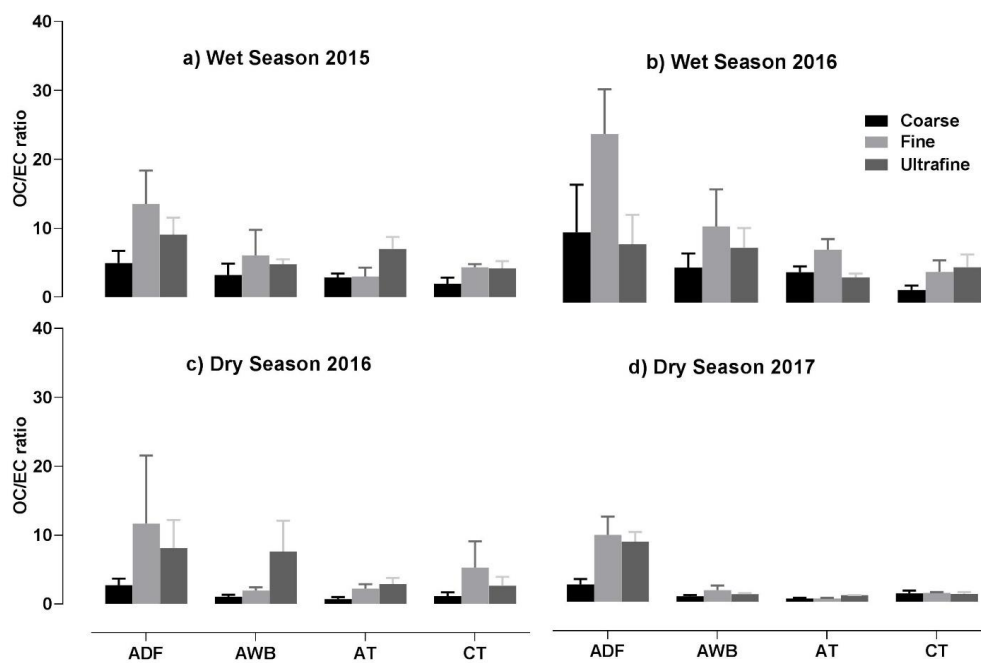 40
30
20
10
0
OC/EC ratio
a) Wet Season 2015
b) Wet Season 2016
Coarse
Fine
Ultrafine
40
30
20
10
0
OC/EC ratio
c) Dry Season 2016
d) Dry Season 2017
ADF AWB AT CT ADF AWB AT CT